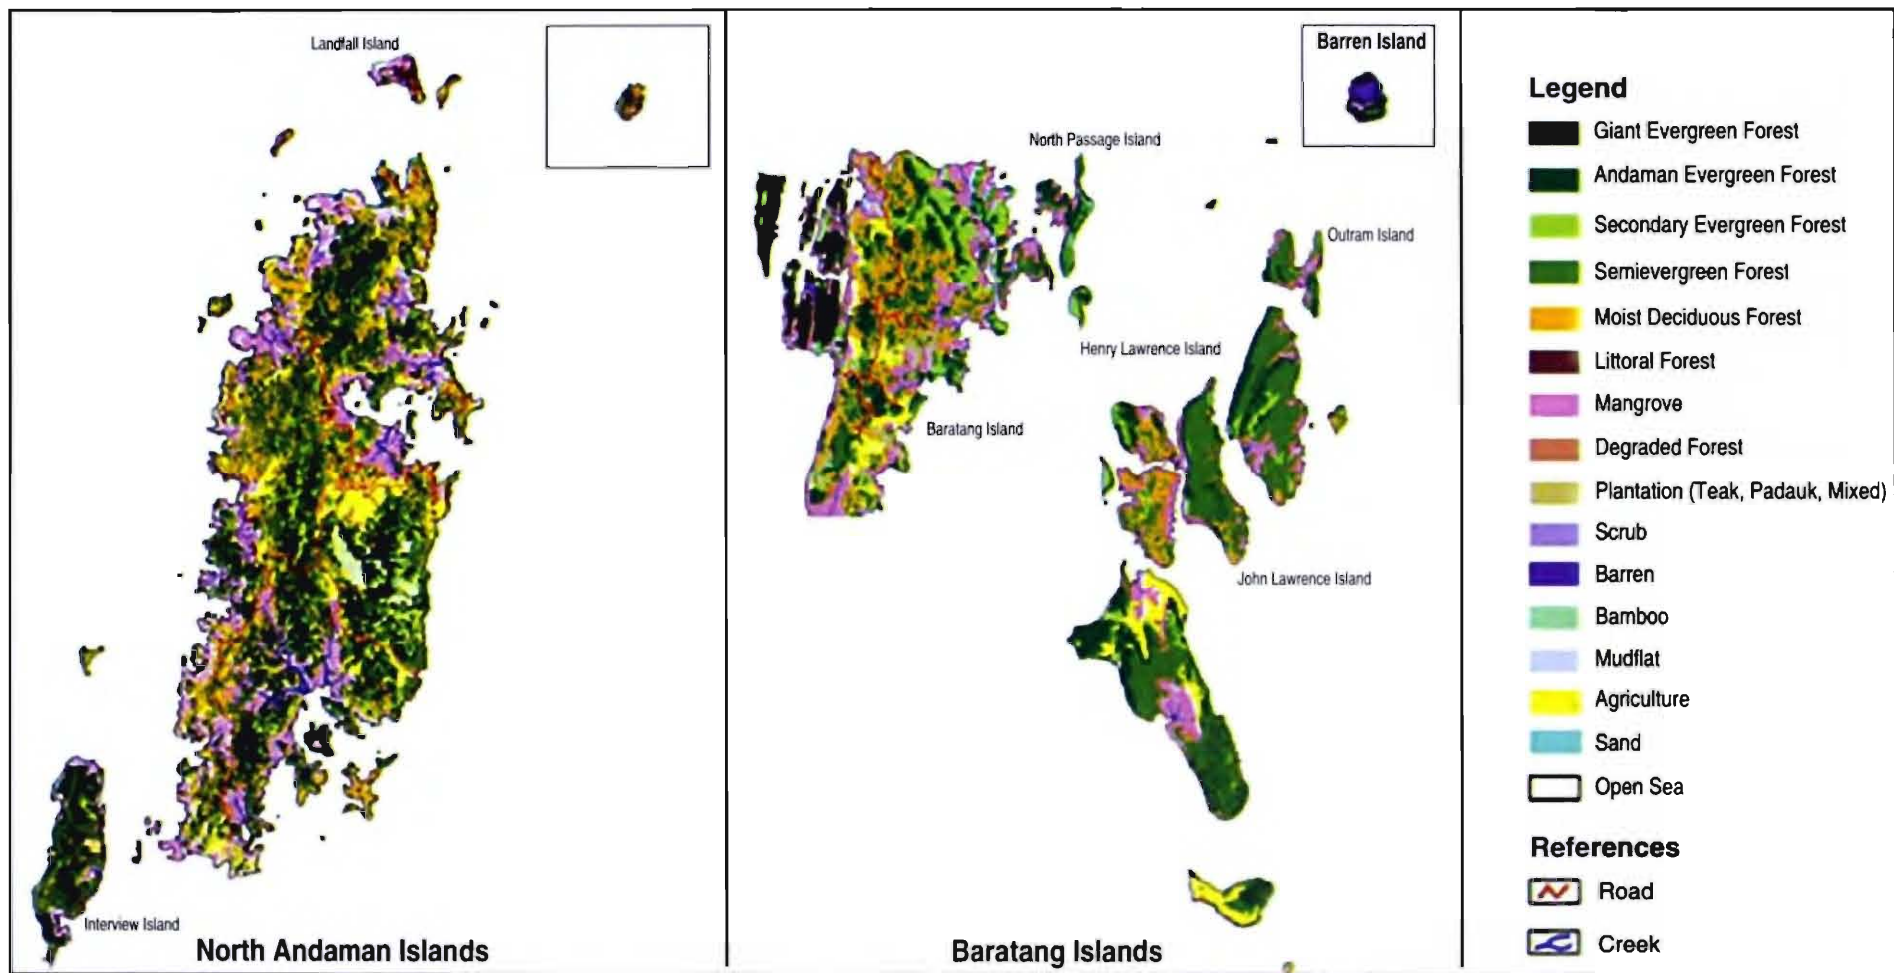 Landfall Island
Interview Island
North Andaman Islands
Barren Island
North Passage Island
Outram Island
Henry Lawrence Island
Baratang Island
John Lawrence Island
Baratang Islands
Legend
Giant Evergreen Forest
Andaman Evergreen Forest
Secondary Evergreen Forest
Semievergreen Forest
Moist Deciduous Forest
Littoral Forest
Mangrove
Degraded Forest
Plantation (Teak, Padauk, Mixed)
Scrub
Barren
Bamboo
Mudflat
Agriculture
Sand
Open Sea
References
Road
Creek